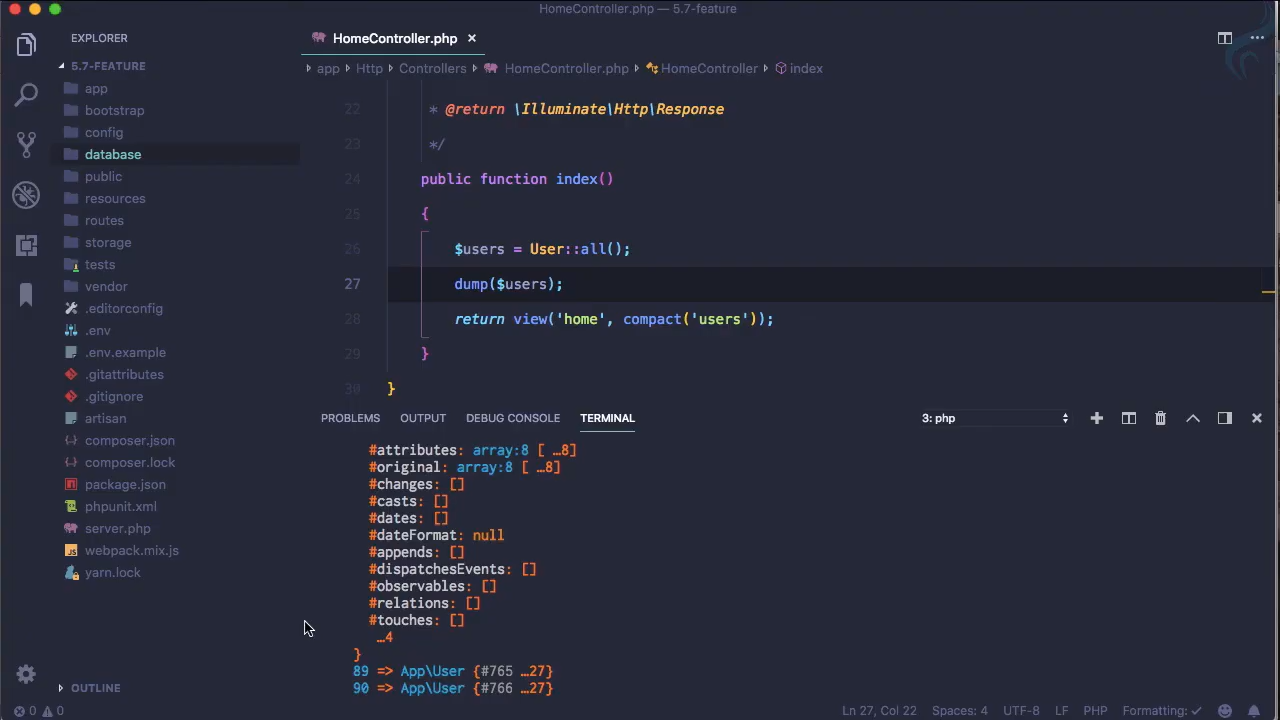 HomeController.php — 5.7-feature
EXPLORER
5.7-FEATURE
app
bootstrap
config
database
public
resources
routes
storage
tests
vendor
.editorconfig
.env
.env.example
.gitattributes
.gitignore
artisan
composer.json
composer.lock
package.json
phpunit.xml
server.php
webpack.mix.js
yarn.lock
OUTLINE
HomeController.php ×
app Http Controllers HomeController.php HomeController index
22 * @return \Illuminate\Http\Response
23 */
24 public function index()
25 {
26 $users = User::all();
27 dump($users);
28 return view('home', compact('users'));
29 }
30 }
PROBLEMS OUTPUT DEBUG CONSOLE TERMINAL 3: php
#attributes: array:8 [ …8]
#original: array:8 [ …8]
#changes: []
#casts: []
#dates: []
#dateFormat: null
#appends: []
#dispatchesEvents: []
#observables: []
#relations: []
#touches: []
…4
}
89 => App\User {#765 …27}
90 => App\User {#766 …27}
0 0 Ln 27, Col 22 Spaces: 4 UTF-8 LF PHP Formatting: ✓